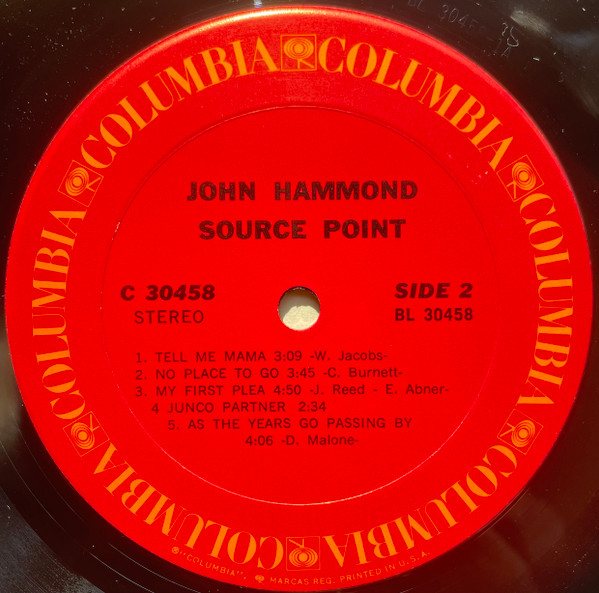 COLUMBIA COLUMBIA COLUMBIA COLUMBIA COLUMBIA COLUMBIA COLUMBIA COLUMBIA
JOHN HAMMOND
SOURCE POINT
C 30458 SIDE 2
STEREO BL 30458
1. TELL ME MAMA 3:09 -W. Jacobs-
2. NO PLACE TO GO 3:45 -C. Burnett-
3. MY FIRST PLEA 4:50 -J. Reed - E. Abner-
4 JUNCO PARTNER 2:34
5. AS THE YEARS GO PASSING BY
4:06 -D. Malone-
® "COLUMBIA", MARCAS REG. PRINTED IN U.S.A.